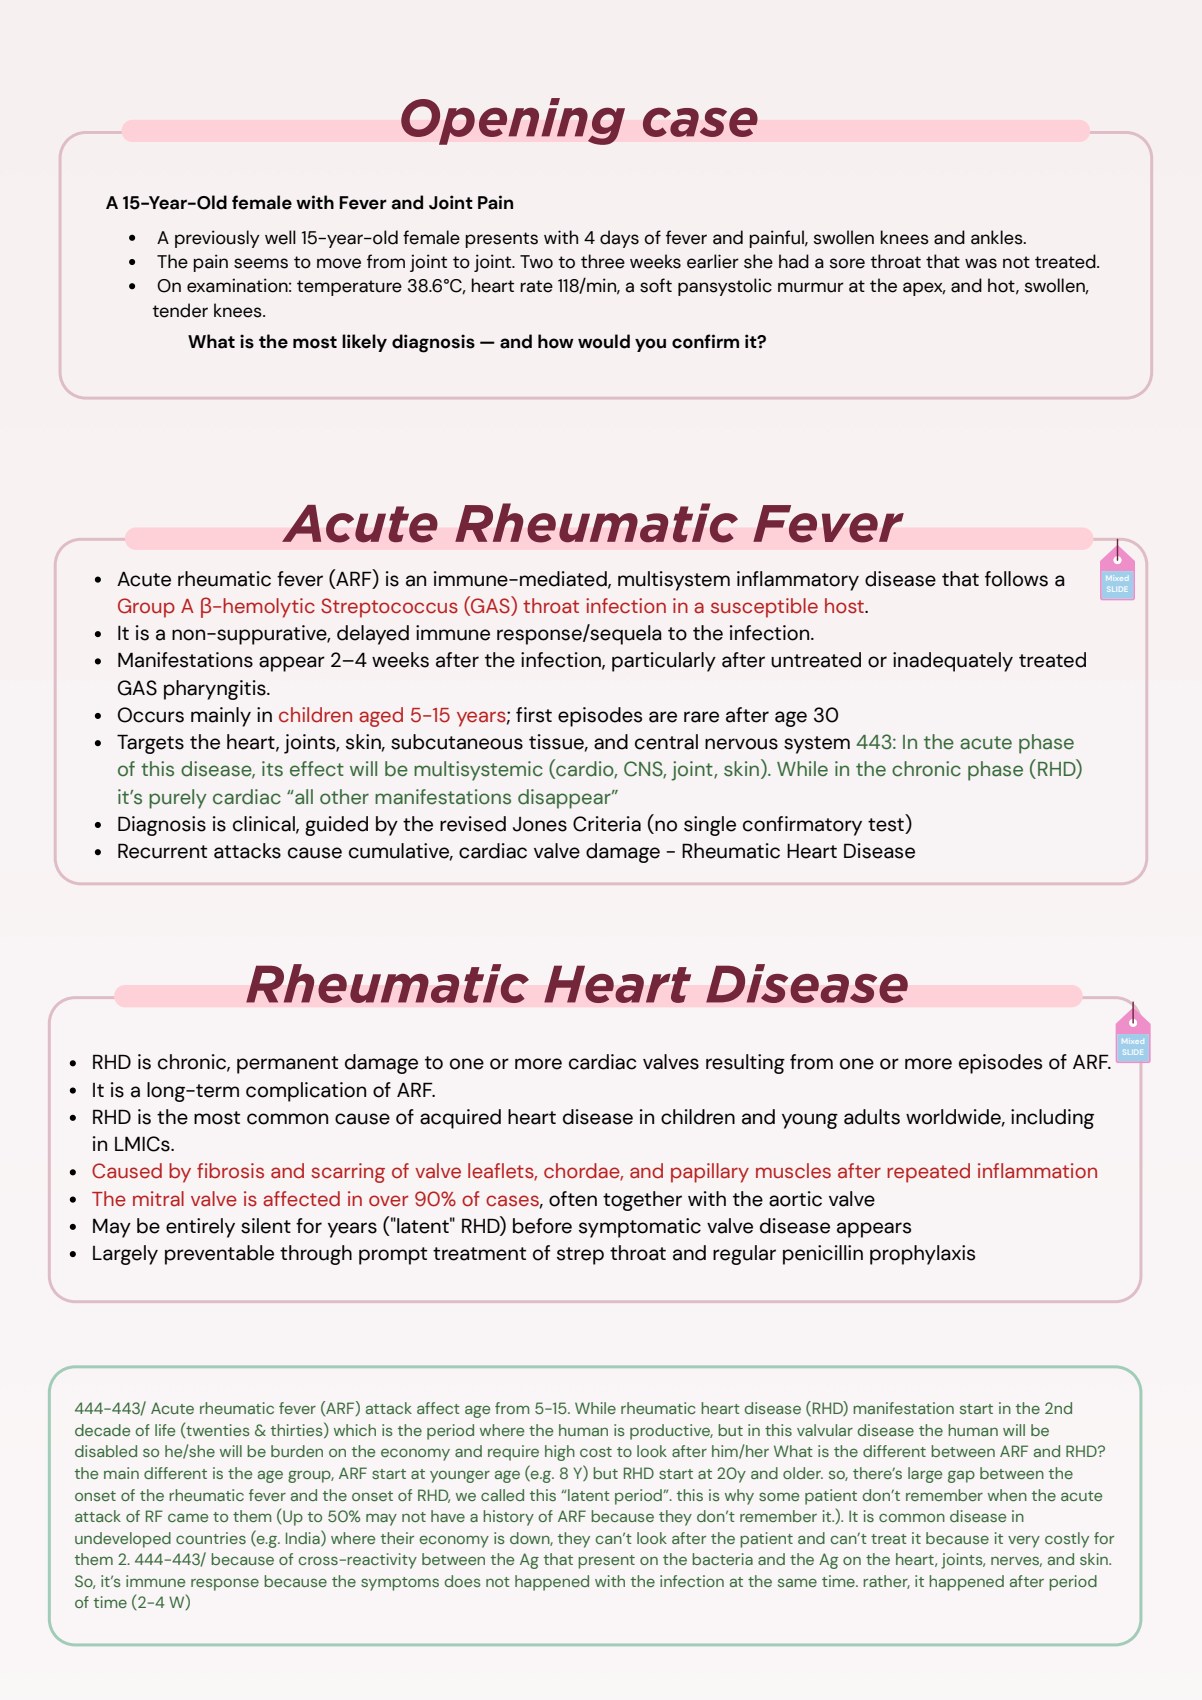 Opening case
A 15-Year-Old female with Fever and Joint Pain
• A previously well 15-year-old female presents with 4 days of fever and painful, swollen knees and ankles.
• The pain seems to move from joint to joint. Two to three weeks earlier she had a sore throat that was not treated.
• On examination: temperature 38.6°C, heart rate 118/min, a soft pansystolic murmur at the apex, and hot, swollen,
tender knees.
What is the most likely diagnosis — and how would you confirm it?
Acute Rheumatic Fever
Mixed
SLIDE
• Acute rheumatic fever (ARF) is an immune-mediated, multisystem inflammatory disease that follows a
Group A β-hemolytic Streptococcus (GAS) throat infection in a susceptible host.
• It is a non-suppurative, delayed immune response/sequela to the infection.
• Manifestations appear 2–4 weeks after the infection, particularly after untreated or inadequately treated
GAS pharyngitis.
• Occurs mainly in children aged 5-15 years; first episodes are rare after age 30
• Targets the heart, joints, skin, subcutaneous tissue, and central nervous system 443: In the acute phase
of this disease, its effect will be multisystemic (cardio, CNS, joint, skin). While in the chronic phase (RHD)
it's purely cardiac “all other manifestations disappear”
• Diagnosis is clinical, guided by the revised Jones Criteria (no single confirmatory test)
• Recurrent attacks cause cumulative, cardiac valve damage - Rheumatic Heart Disease
Rheumatic Heart Disease
Mixed
SLIDE
• RHD is chronic, permanent damage to one or more cardiac valves resulting from one or more episodes of ARF.
• It is a long-term complication of ARF.
• RHD is the most common cause of acquired heart disease in children and young adults worldwide, including
in LMICs.
• Caused by fibrosis and scarring of valve leaflets, chordae, and papillary muscles after repeated inflammation
• The mitral valve is affected in over 90% of cases, often together with the aortic valve
• May be entirely silent for years ("latent" RHD) before symptomatic valve disease appears
• Largely preventable through prompt treatment of strep throat and regular penicillin prophylaxis
444-443/ Acute rheumatic fever (ARF) attack affect age from 5-15. While rheumatic heart disease (RHD) manifestation start in the 2nd
decade of life (twenties & thirties) which is the period where the human is productive, but in this valvular disease the human will be
disabled so he/she will be burden on the economy and require high cost to look after him/her What is the different between ARF and RHD?
the main different is the age group, ARF start at younger age (e.g. 8 Y) but RHD start at 20y and older. so, there's large gap between the
onset of the rheumatic fever and the onset of RHD, we called this “latent period”. this is why some patient don't remember when the acute
attack of RF came to them (Up to 50% may not have a history of ARF because they don't remember it.). It is common disease in
undeveloped countries (e.g. India) where their economy is down, they can't look after the patient and can't treat it because it very costly for
them 2. 444-443/ because of cross-reactivity between the Ag that present on the bacteria and the Ag on the heart, joints, nerves, and skin.
So, it's immune response because the symptoms does not happened with the infection at the same time. rather, it happened after period
of time (2-4 W)